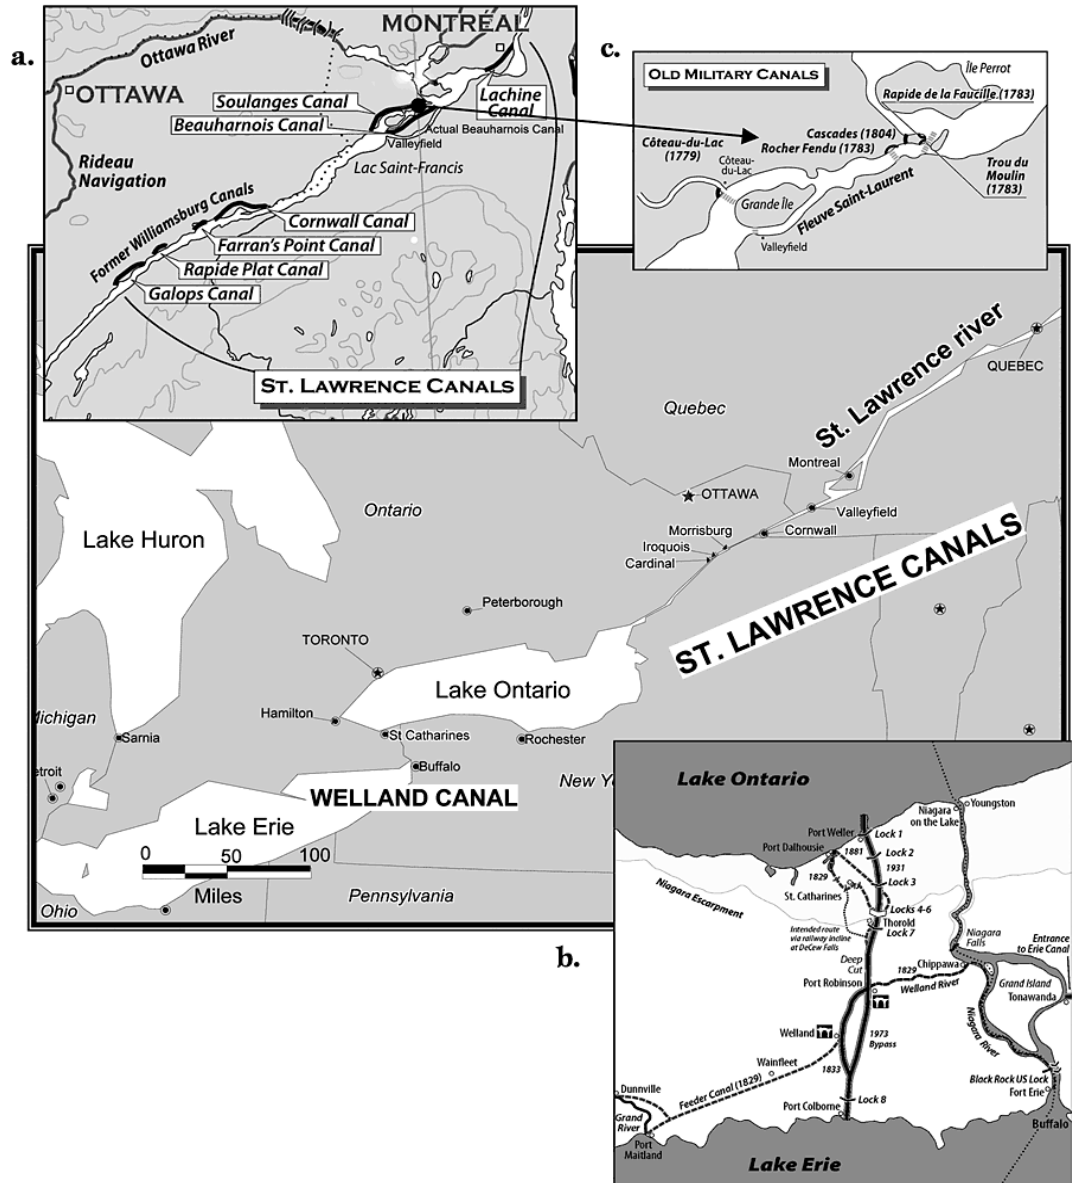 a.
MONTRÉAL
Ottawa River
OTTAWA
Soulanges Canal
Beauharnois Canal
Lachine
Canal
Actual Beauharnois Canal
Valleyfield
Rideau
Navigation
Lac Saint-Francis
Former Williamsburg Canals
Cornwall Canal
Farran's Point Canal
Rapide Plat Canal
Galops Canal
ST. LAWRENCE CANALS
c.
OLD MILITARY CANALS
Île Perrot
Rapide de la Faucille.(1783)
Cascades (1804)
Rocher Fendu (1783)
Côteau-du-Lac
(1779)
Côteau-
du-Lac
Trou du
Moulin
(1783)
Grande Île
Fleuve Saint-Laurent
Valleyfield
St. Lawrence river
QUEBEC
Quebec
Montreal
OTTAWA
Valleyfield
Ontario
Morrisburg
Cornwall
Iroquois
Cardinal
Lake Huron
ST. LAWRENCE CANALS
Peterborough
TORONTO
Lake Ontario
Hamilton
Michigan
Sarnia
St Catharines
Rochester
etroit
Buffalo
New Yo
WELLAND CANAL
Lake Erie
0 50 100
Miles
Pennsylvania
Ohio
b.
Lake Ontario
Niagara
on the Lake
Youngston
Port Weller
Lock 1
Port Dalhousie
1881
Lock 2
1931
1829
Lock 3
St. Catharines
Niagara Escarpment
Locks 4-6
Thorold
Lock 7
Intended route
via railway incline
at DeCew Falls
Niagara
Falls
Entrance
to Erie Canal
Deep
Cut
Chippawa
1829
Port Robinson
Welland River
Grand Island
Tonawanda
Niagara River
Welland
1973
Bypass
Wainfleet
1833
Black Rock US Lock
Fort Erie
Dunnville
Feeder Canal (1829)
Lock 8
Port Colborne
Grand
River
Buffalo
Port
Maitland
Lake Erie